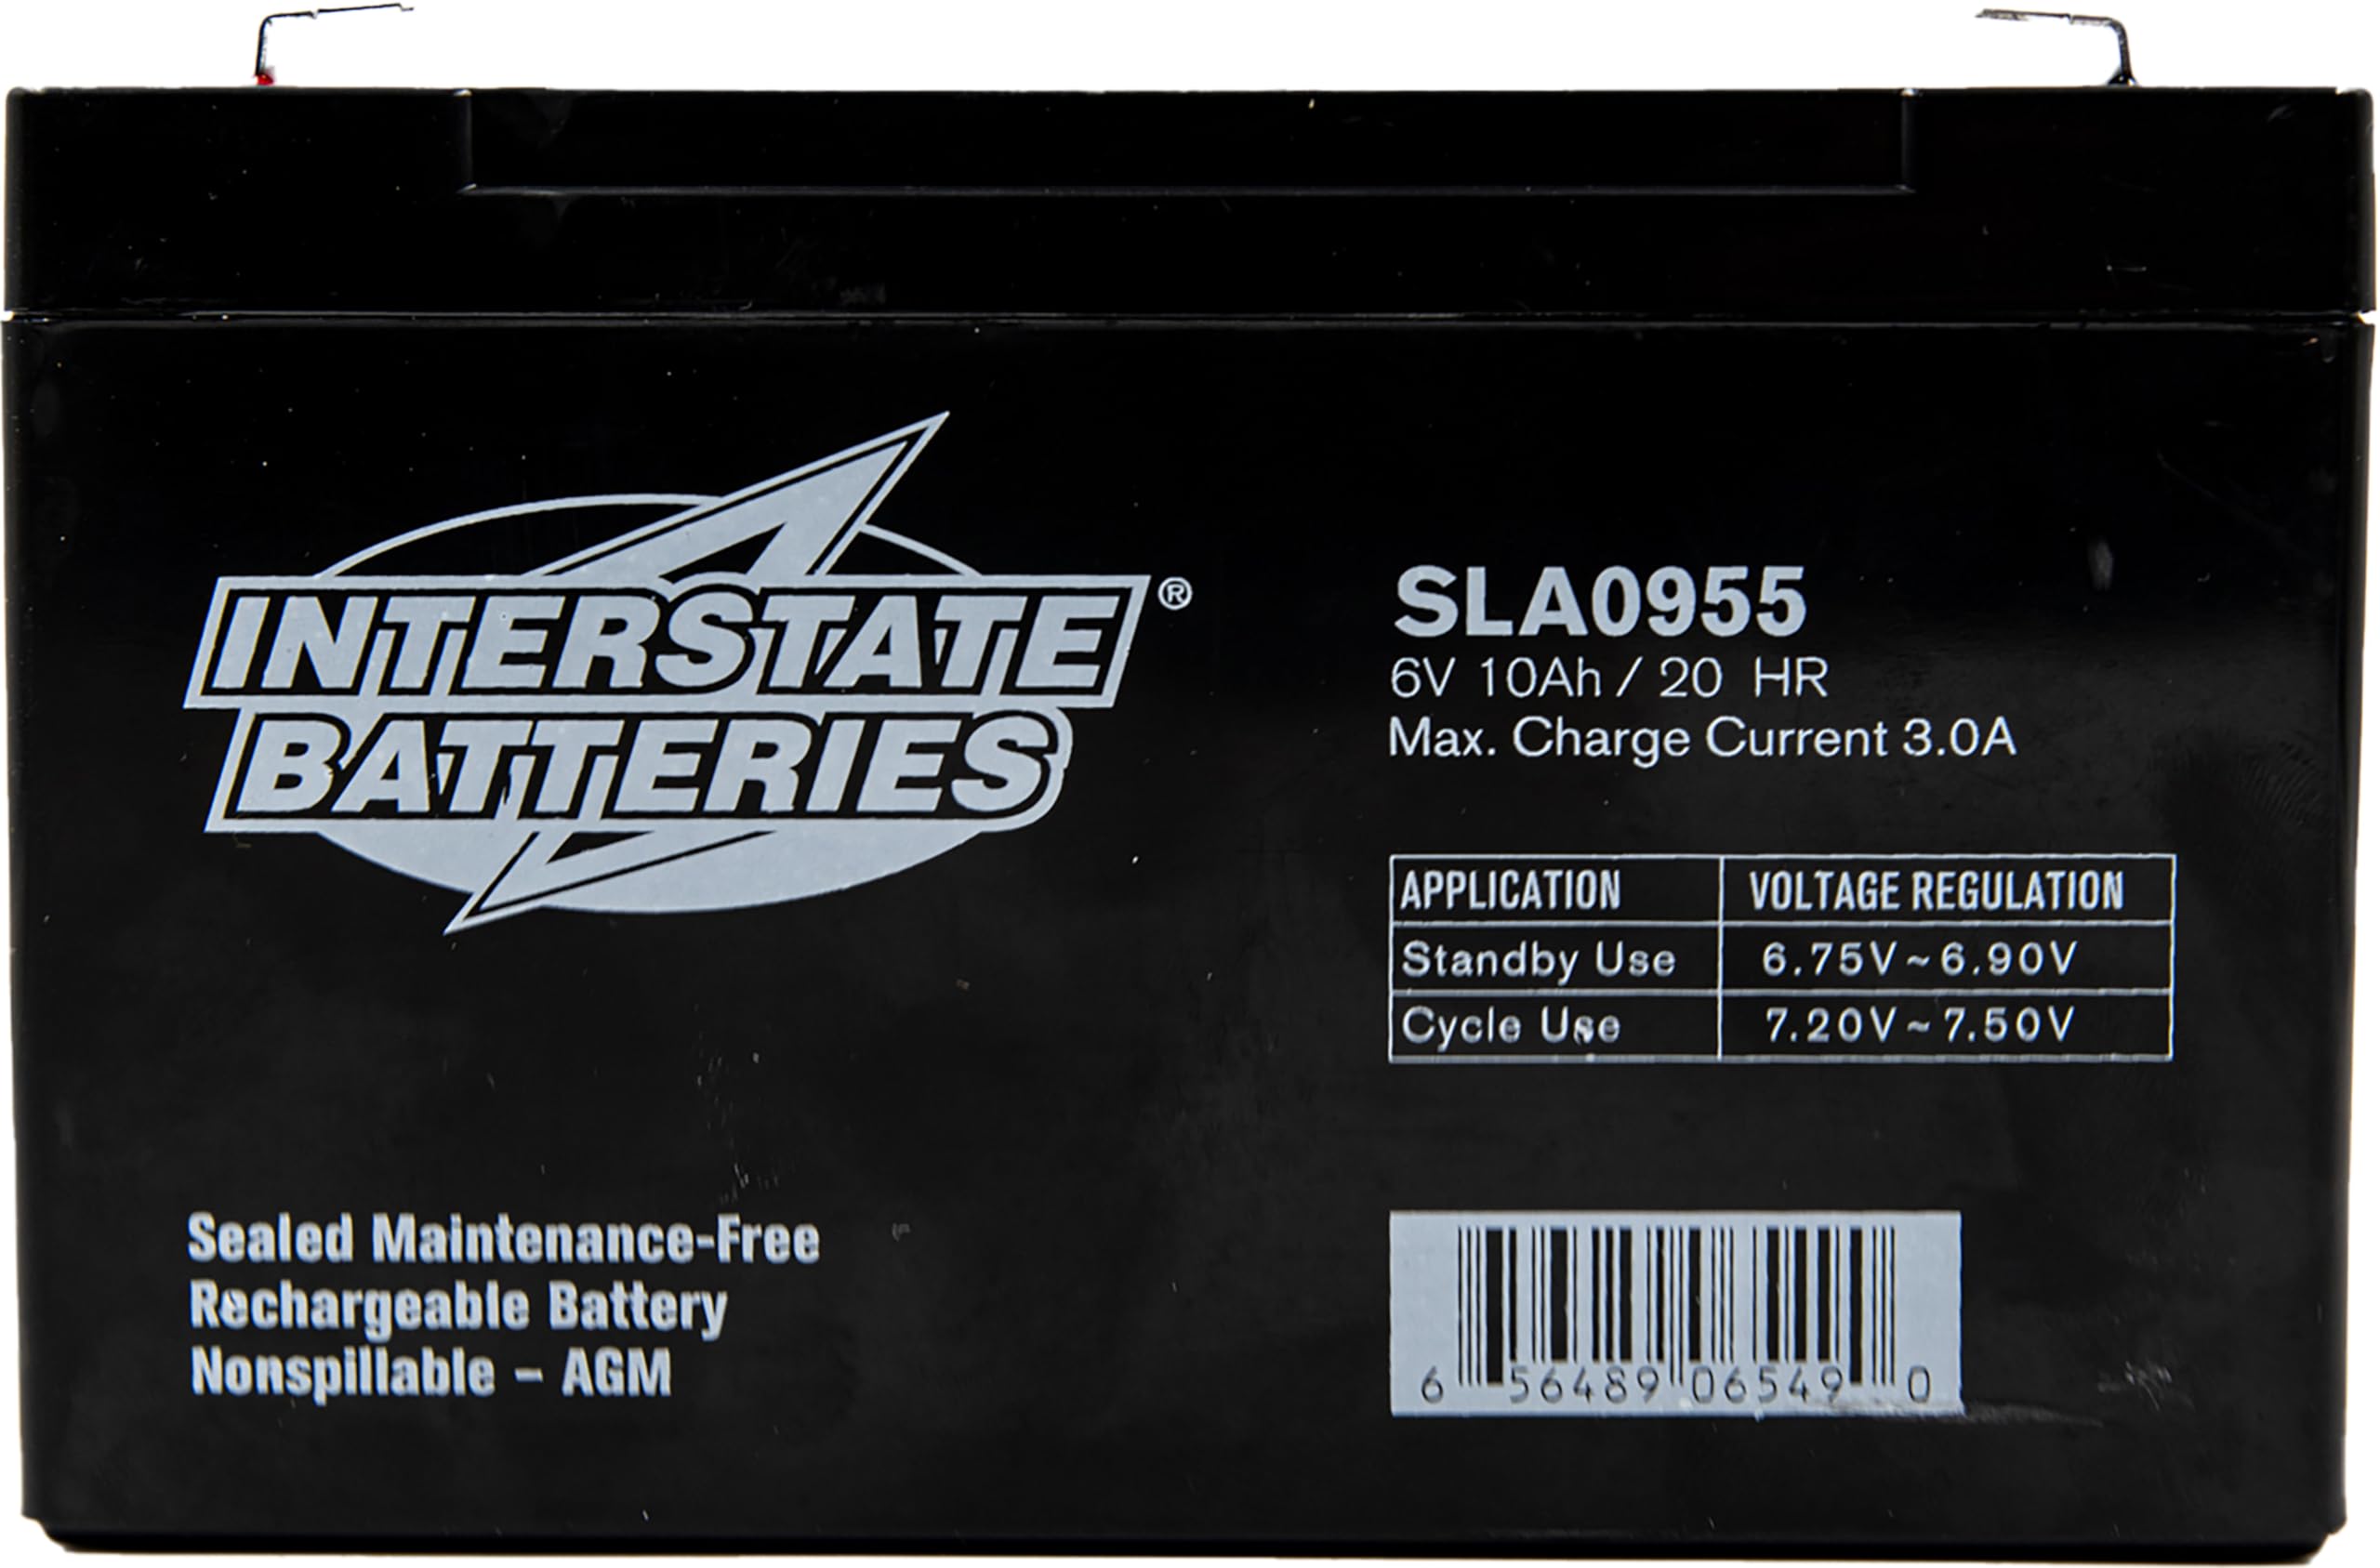 INTERSTATE ®
BATTERIES
SLA0955
6V 10Ah / 20 HR
Max. Charge Current 3.0A
APPLICATION VOLTAGE REGULATION
Standby Use 6.75V~6.90V
Cycle Use 7.20V~7.50V
Sealed Maintenance-Free
Rechargeable Battery
Nonspillable – AGM
6 56489 06549 0